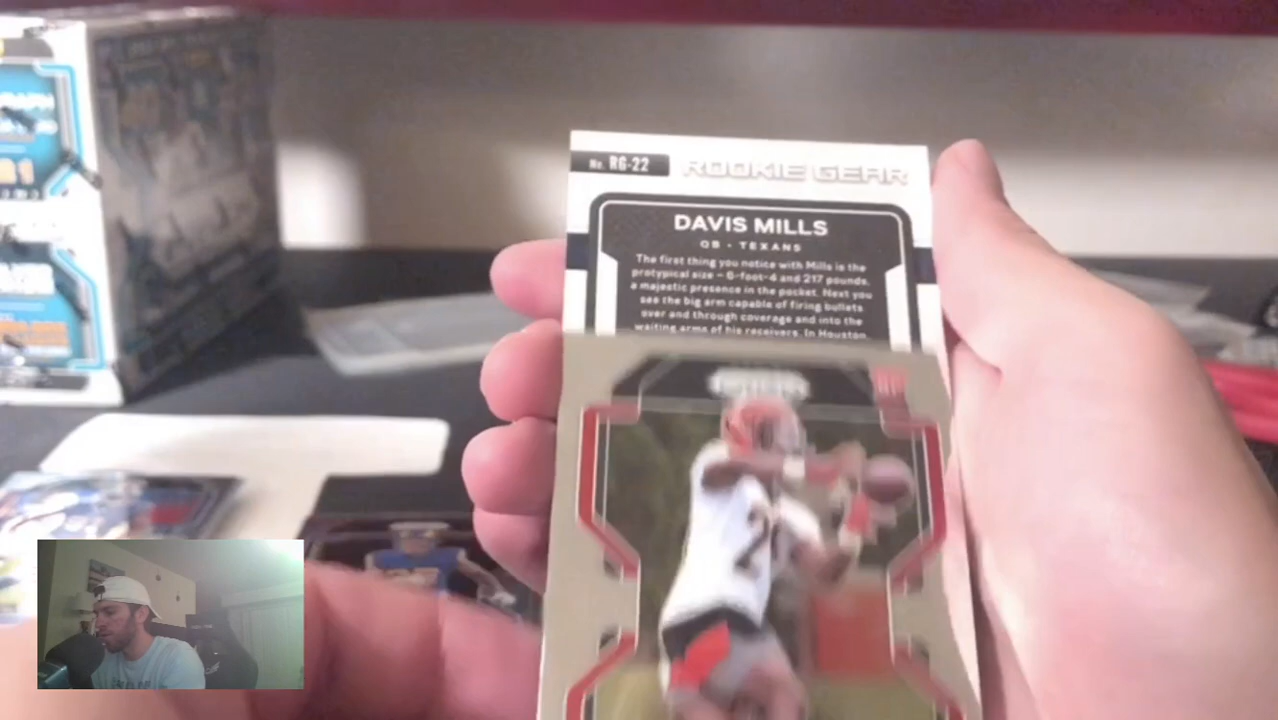 No. RG-22 ROOKIE GEAR
DAVIS MILLS
QB - TEXANS
The first thing you notice with Mills is the
protypical size – 6-foot-4 and 217 pounds,
a majestic presence in the pocket. Next you
see the big arm capable of firing bullets
over and through coverage and into the
waiting arms of his receivers. In Houston,